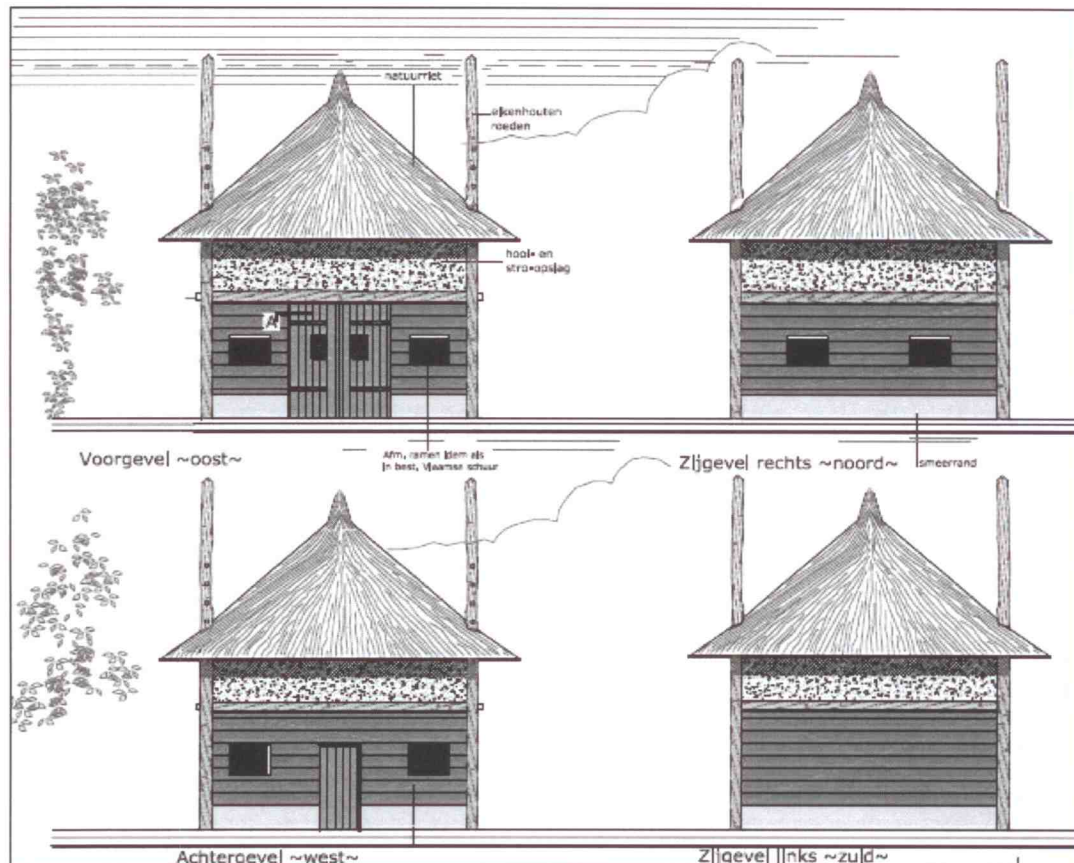 natuurriet
eikenhouten
roeden
hooi- en
stro-opslag
A
Afm. ramen idem als
in best. Vlaamse schuur
Voorgevel ~oost~
Zijgevel rechts ~noord~
smeerrand
Achtergevel ~west~
Zijgevel links ~zuid~